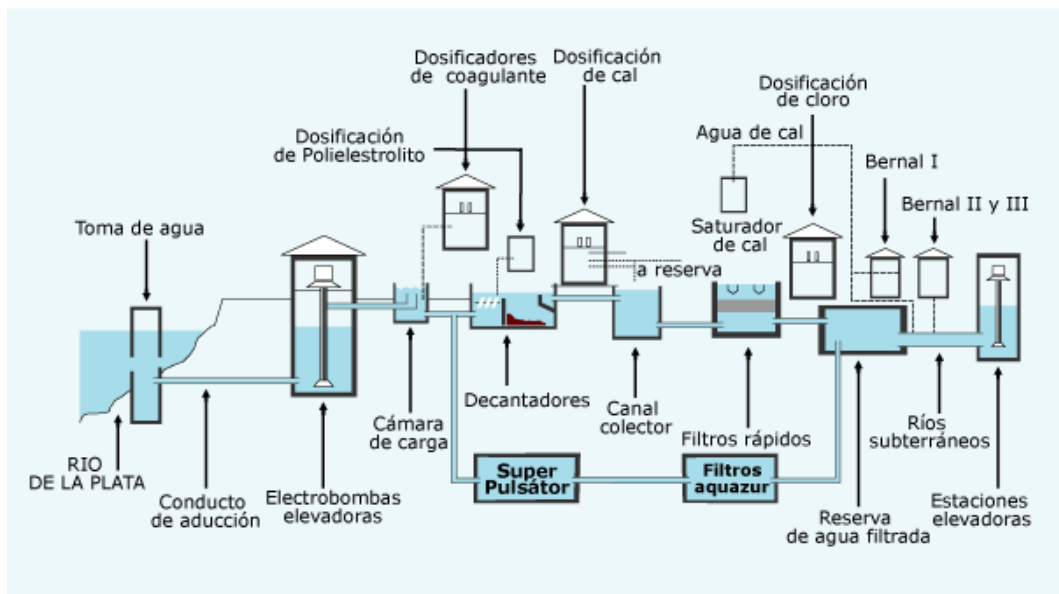 Dosificadores
de coagulante
Dosificación
de cal
Dosificación
de cloro
Dosificación
de Polielestrolito
Agua de cal
Bernal I
Bernal II y III
Toma de agua
Saturador
de cal
a reserva
RIO
DE LA PLATA
Conducto
de aducción
Electrobombas
elevadoras
Cámara
de carga
Decantadores
Canal
colector
Filtros rápidos
Ríos
subterráneos
Super
Pulsátor
Filtros
aquazur
Reserva
de agua filtrada
Estaciones
elevadoras